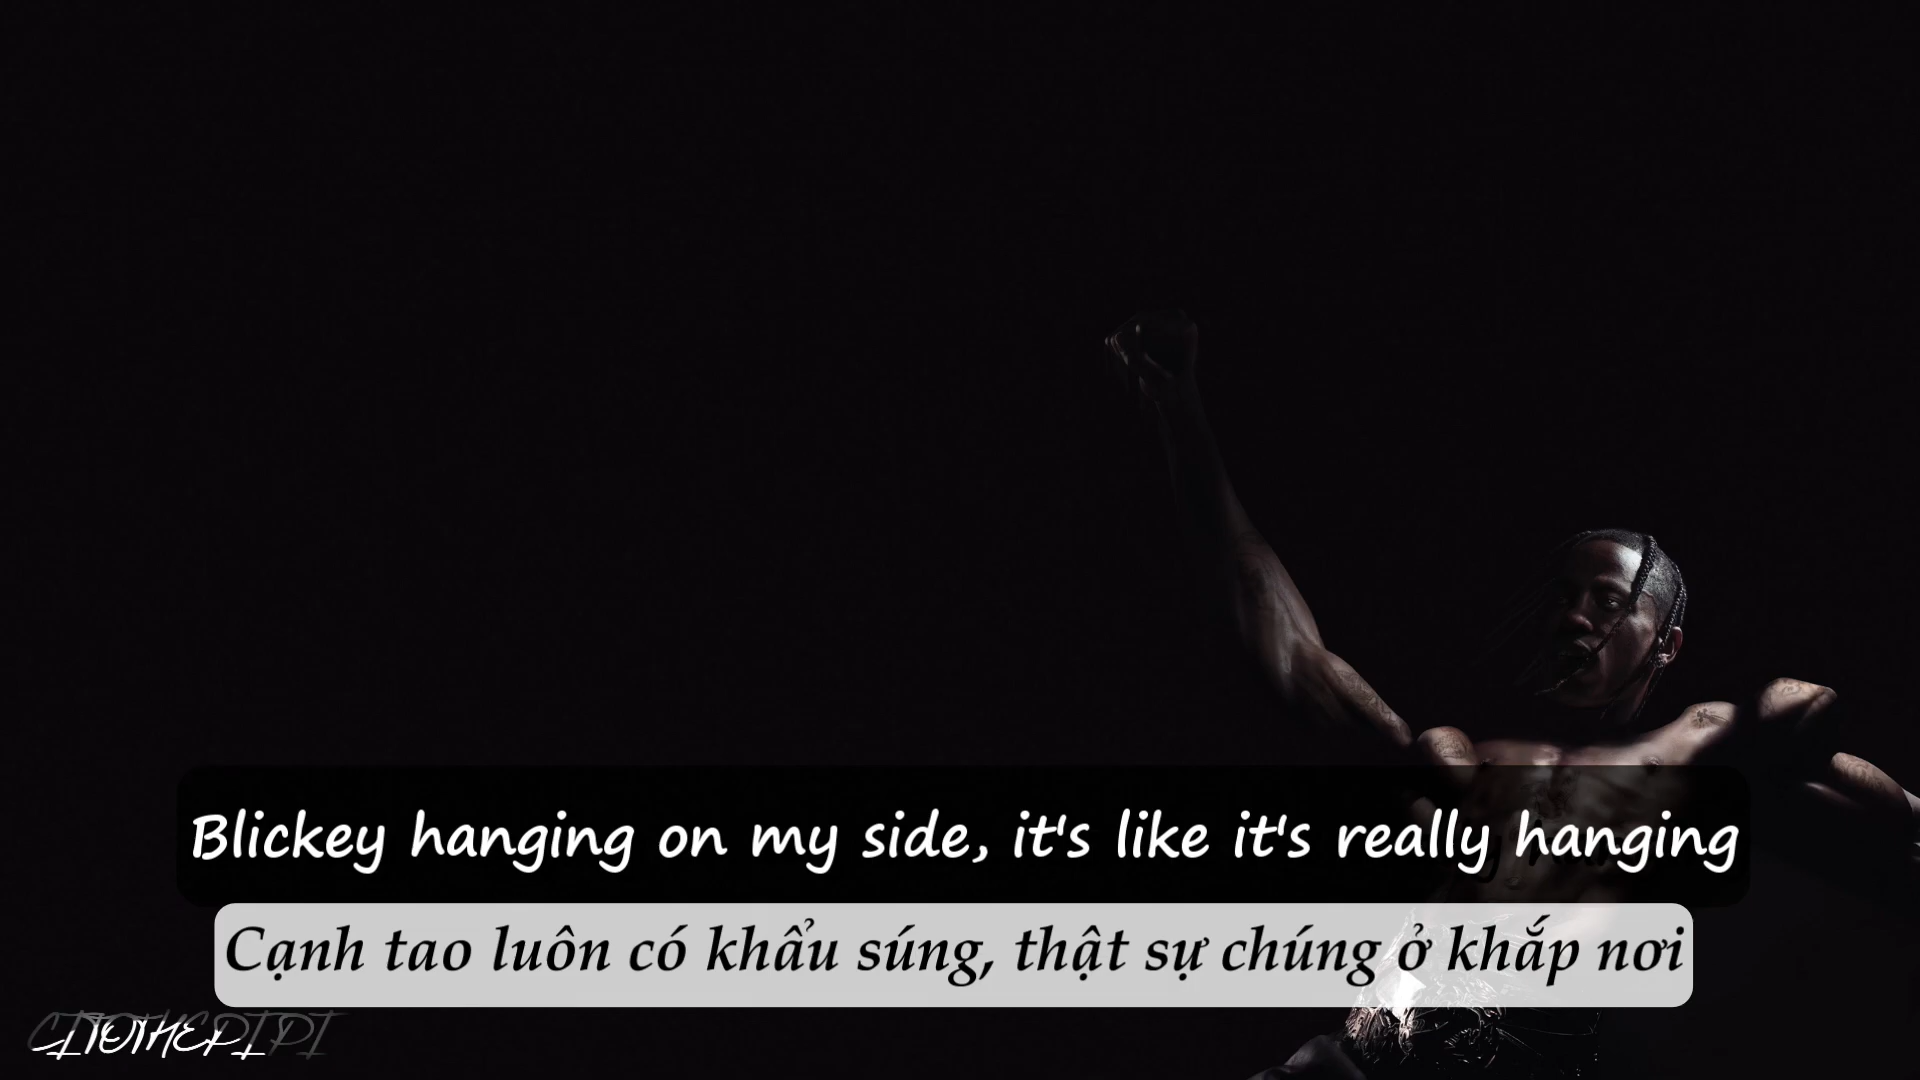 Blickey hanging on my side, it's like it's really hanging
Cạnh tao luôn có khẩu súng, thật sự chúng ở khắp nơi
CITOTHEPIPI